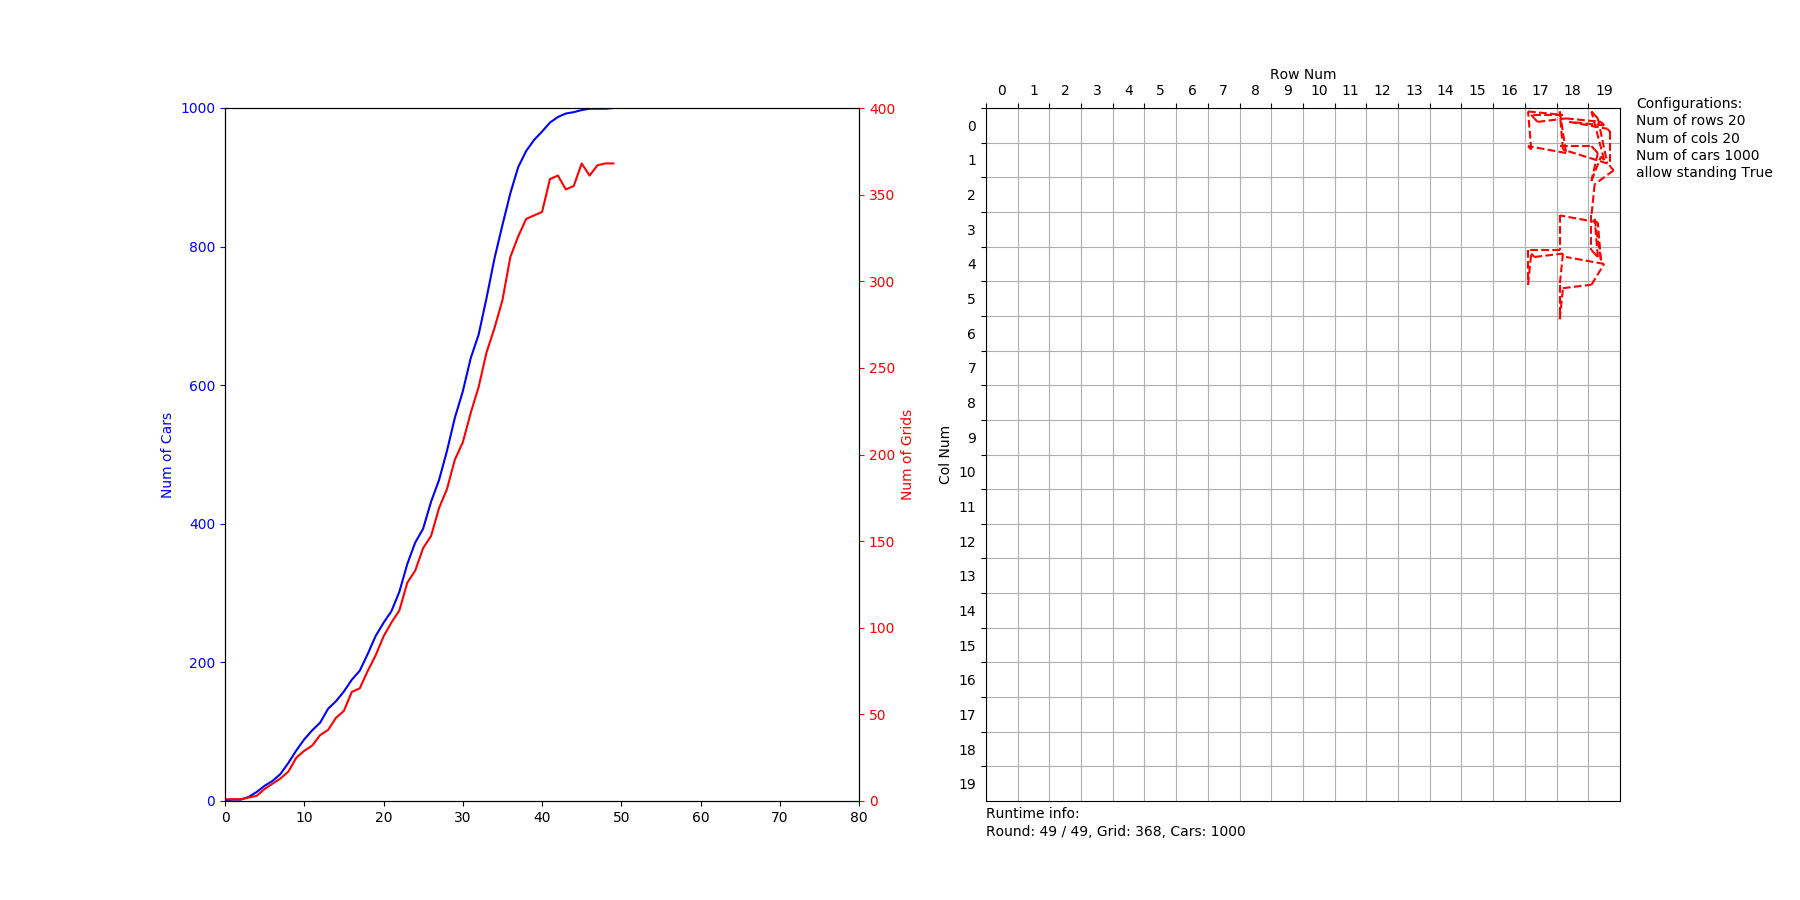 1000
800
600
400
200
0
Num of Cars
0 10 20 30 40 50 60 70 80
400
350
300
250
200
150
100
50
0
Num of Grids
Row Num
0 1 2 3 4 5 6 7 8 9 10 11 12 13 14 15 16 17 18 19
Col Num
0
1
2
3
4
5
6
7
8
9
10
11
12
13
14
15
16
17
18
19
Configurations:
Num of rows 20
Num of cols 20
Num of cars 1000
allow standing True
Runtime info:
Round: 49 / 49, Grid: 368, Cars: 1000